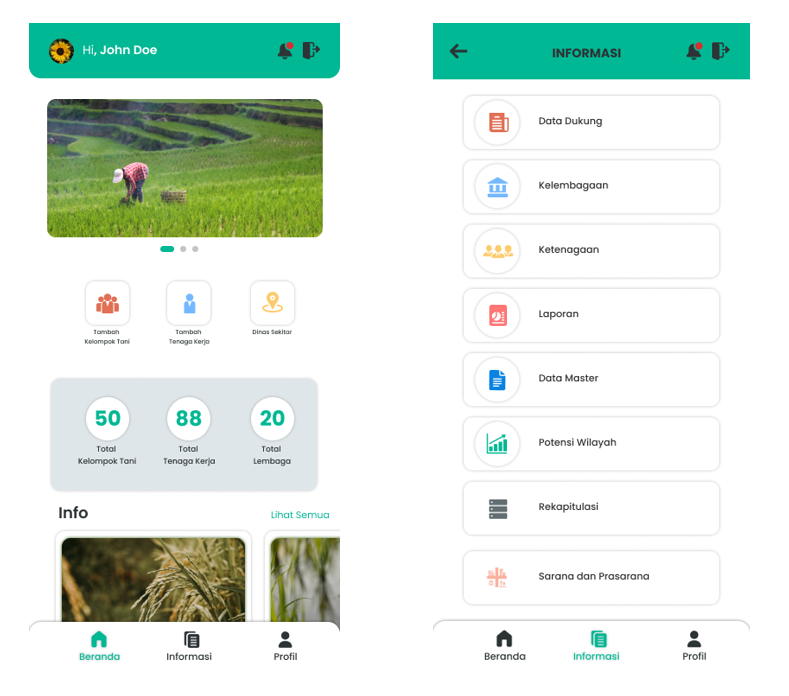 Hi, John Doe
Tambah
Kelompok Tani
Tambah
Tenaga Kerja
Dinas Sekitar
50
Total
Kelompok Tani
88
Total
Tenaga Kerja
20
Total
Lembaga
Info
Lihat Semua
Beranda
Informasi
Profil
INFORMASI
Data Dukung
Kelembagaan
Ketenagaan
Laporan
Data Master
Potensi Wilayah
Rekapitulasi
Sarana dan Prasarana
Beranda
Informasi
Profil